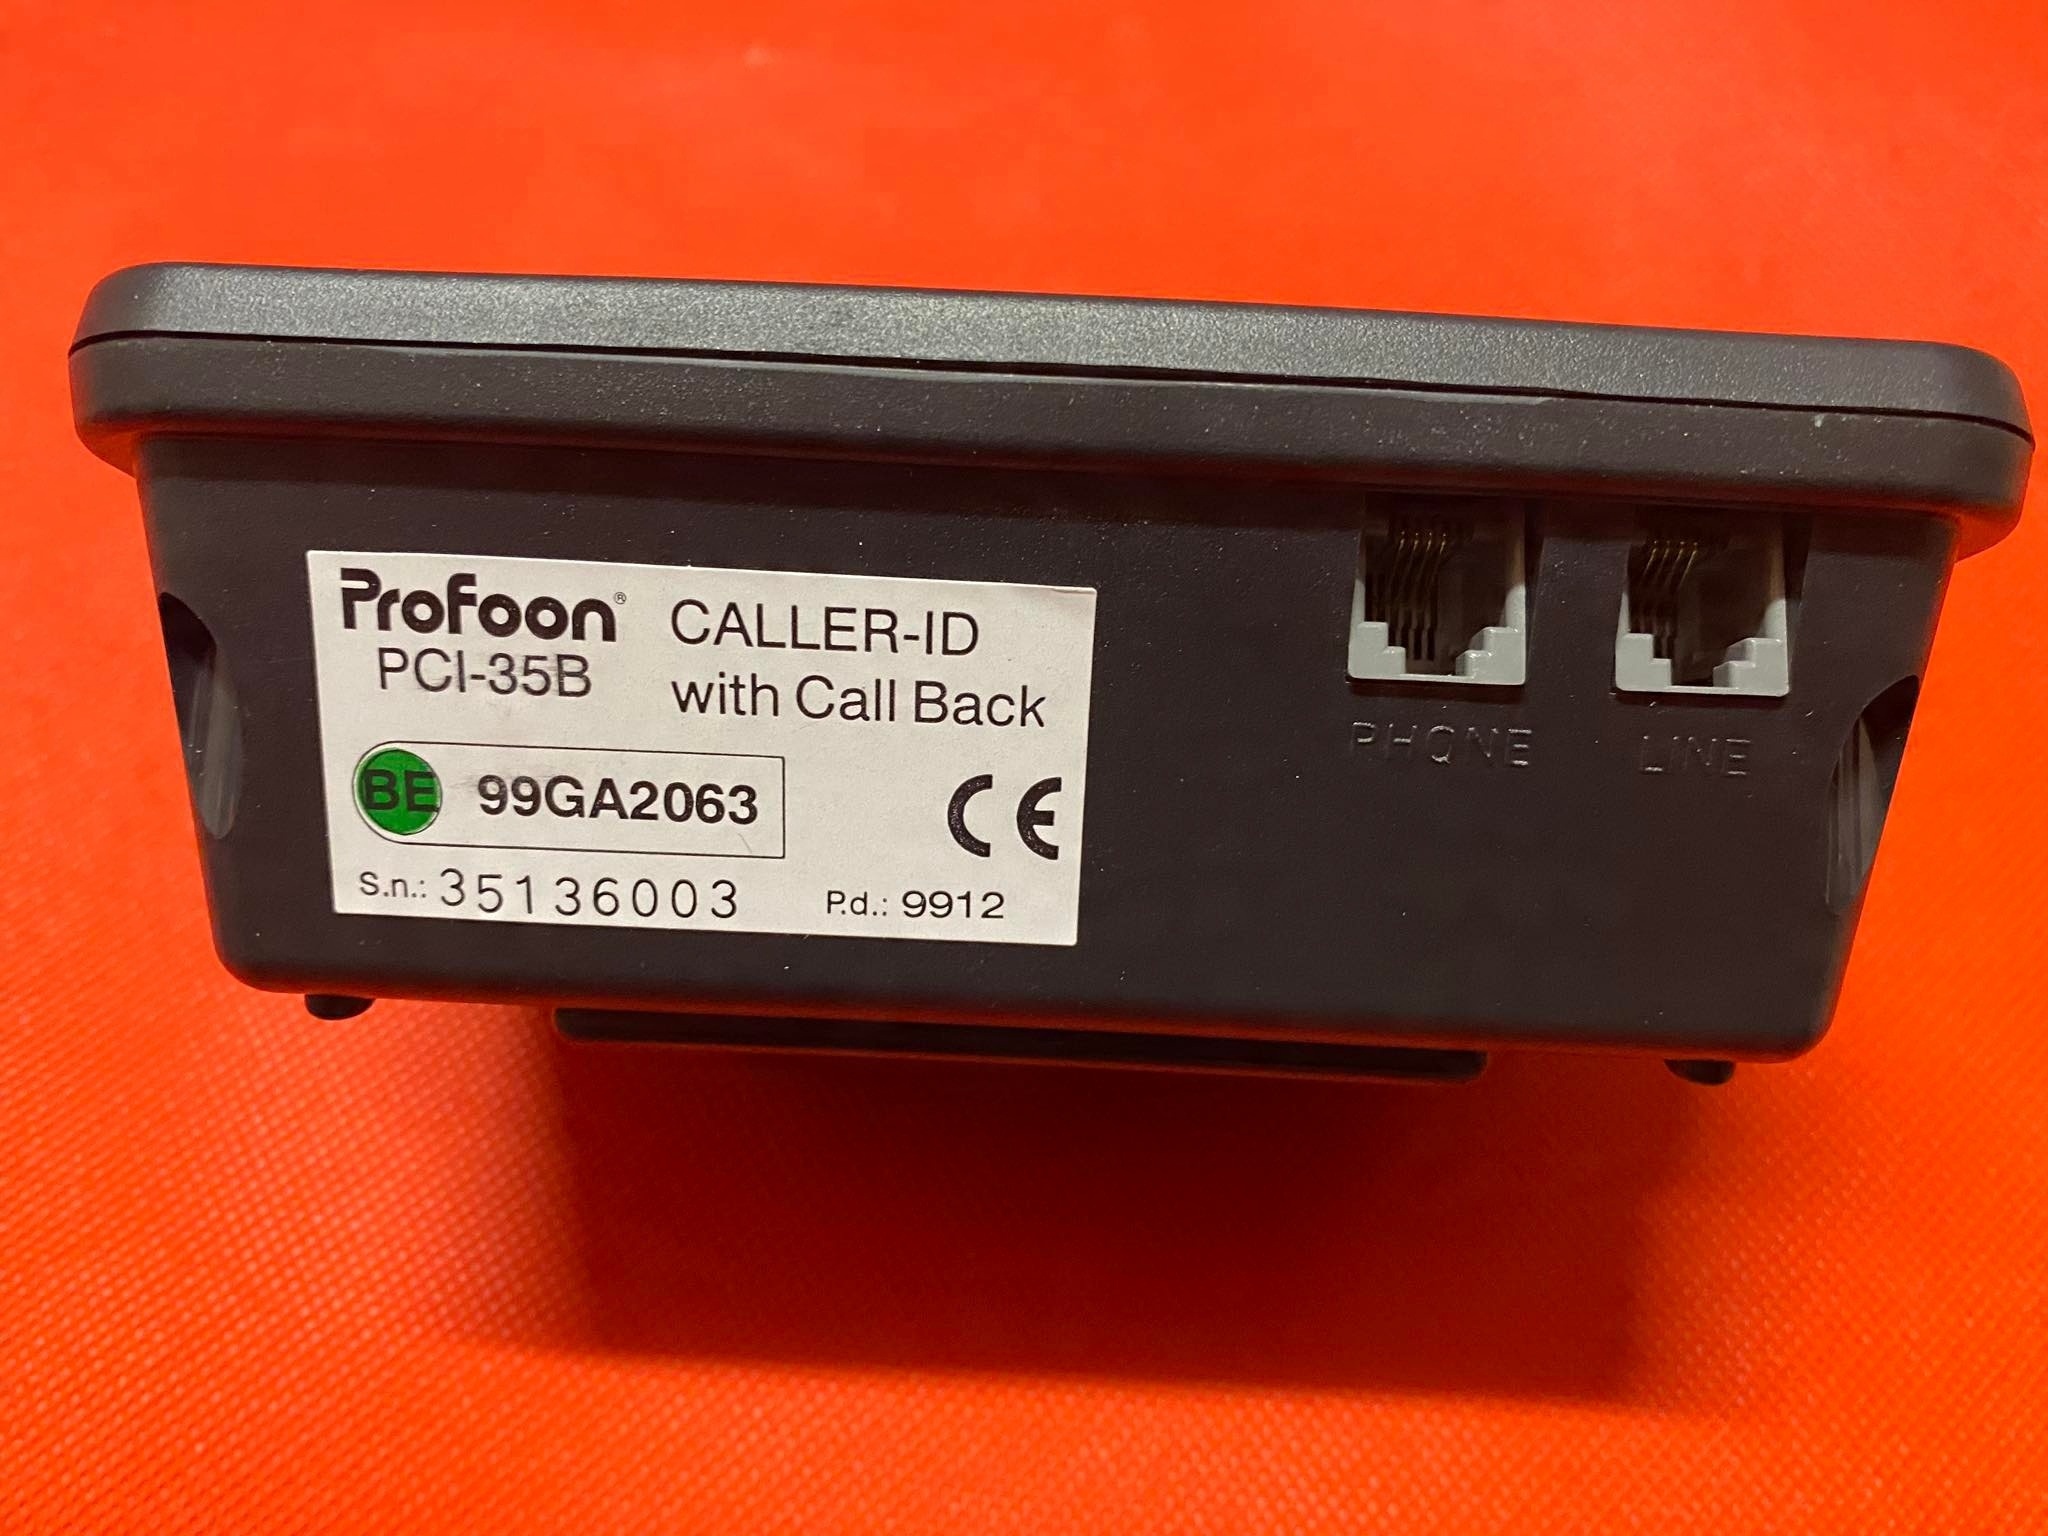 Profoon® CALLER-ID
PCI-35B with Call Back
BE 99GA2063 CE
S.n.: 35136003 P.d.: 9912
PHONE LINE